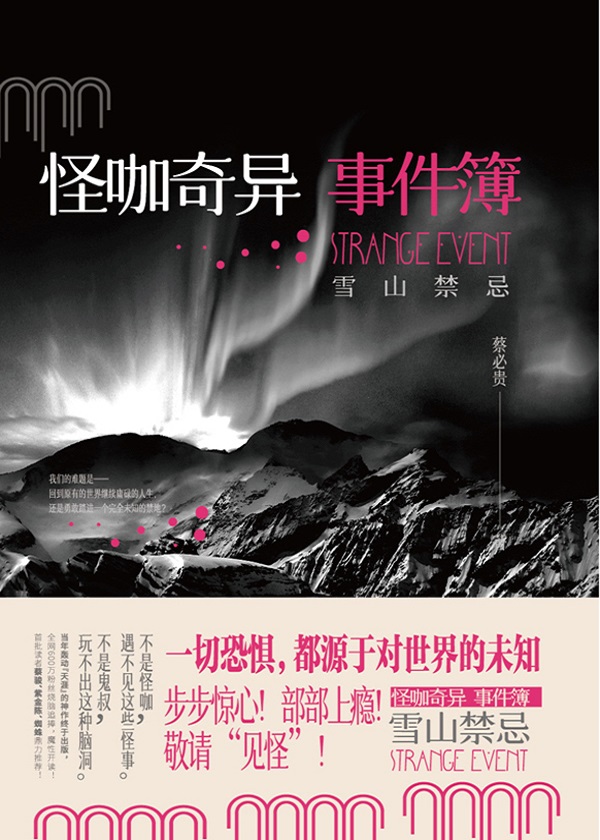 怪咖奇异 事件簿
STRANGE EVENT
雪山禁忌
蔡必贵
我们的难题是——
回到原有的世界继续庸碌的人生,
还是勇敢踏进一个完全未知的禁地?
一切恐惧,都源于对世界的未知
步步惊心!部部上瘾!
敬请“见怪”!
怪咖奇异 事件簿
雪山禁忌
STRANGE EVENT
不是怪咖,
遇不见这些怪事。
不是鬼叔,
玩不出这种脑洞。
当年轰动『天涯』的神作终于出版,
全网600万粉丝烧脑追捧,魔性开读!
首批读者蔡骏、紫金陈、蜘蛛鼎力推荐!